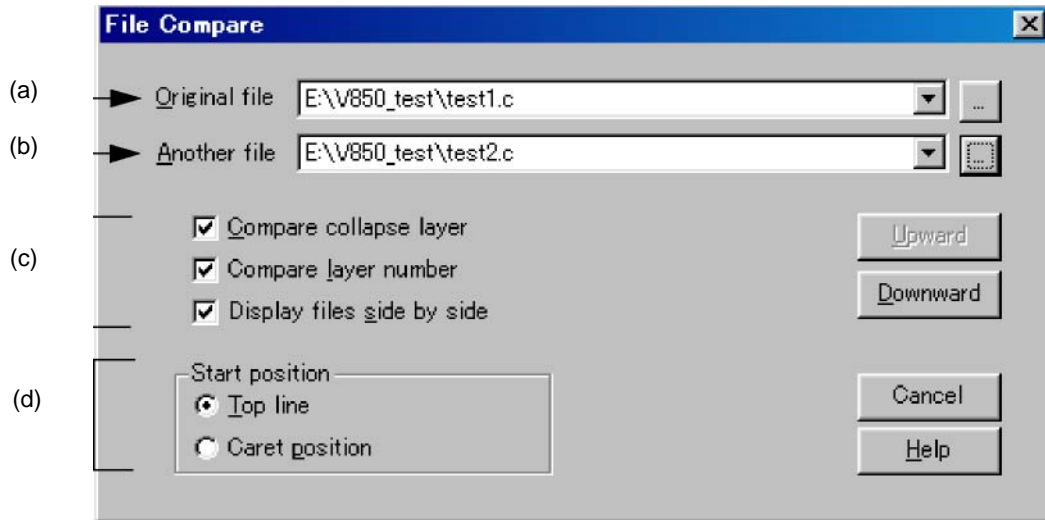 File Compare
(a) Original file E:\V850_test\test1.c ...
(b) Another file E:\V850_test\test2.c ...
(c)
Compare collapse layer Upward
Compare layer number
Downward
Display files side by side
(d)
Start position
Top line Cancel
Caret position Help